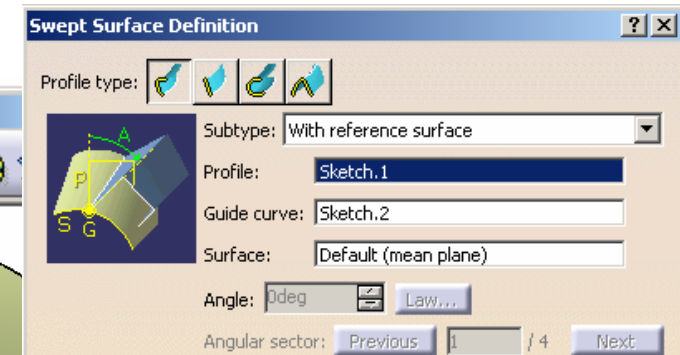 Swept Surface Definition
Profile type:
Subtype: With reference surface
Profile: Sketch.1
Guide curve: Sketch.2
Surface: Default (mean plane)
Angle: 0deg Law...
Angular sector: Previous 1 / 4 Next
A
P
S G